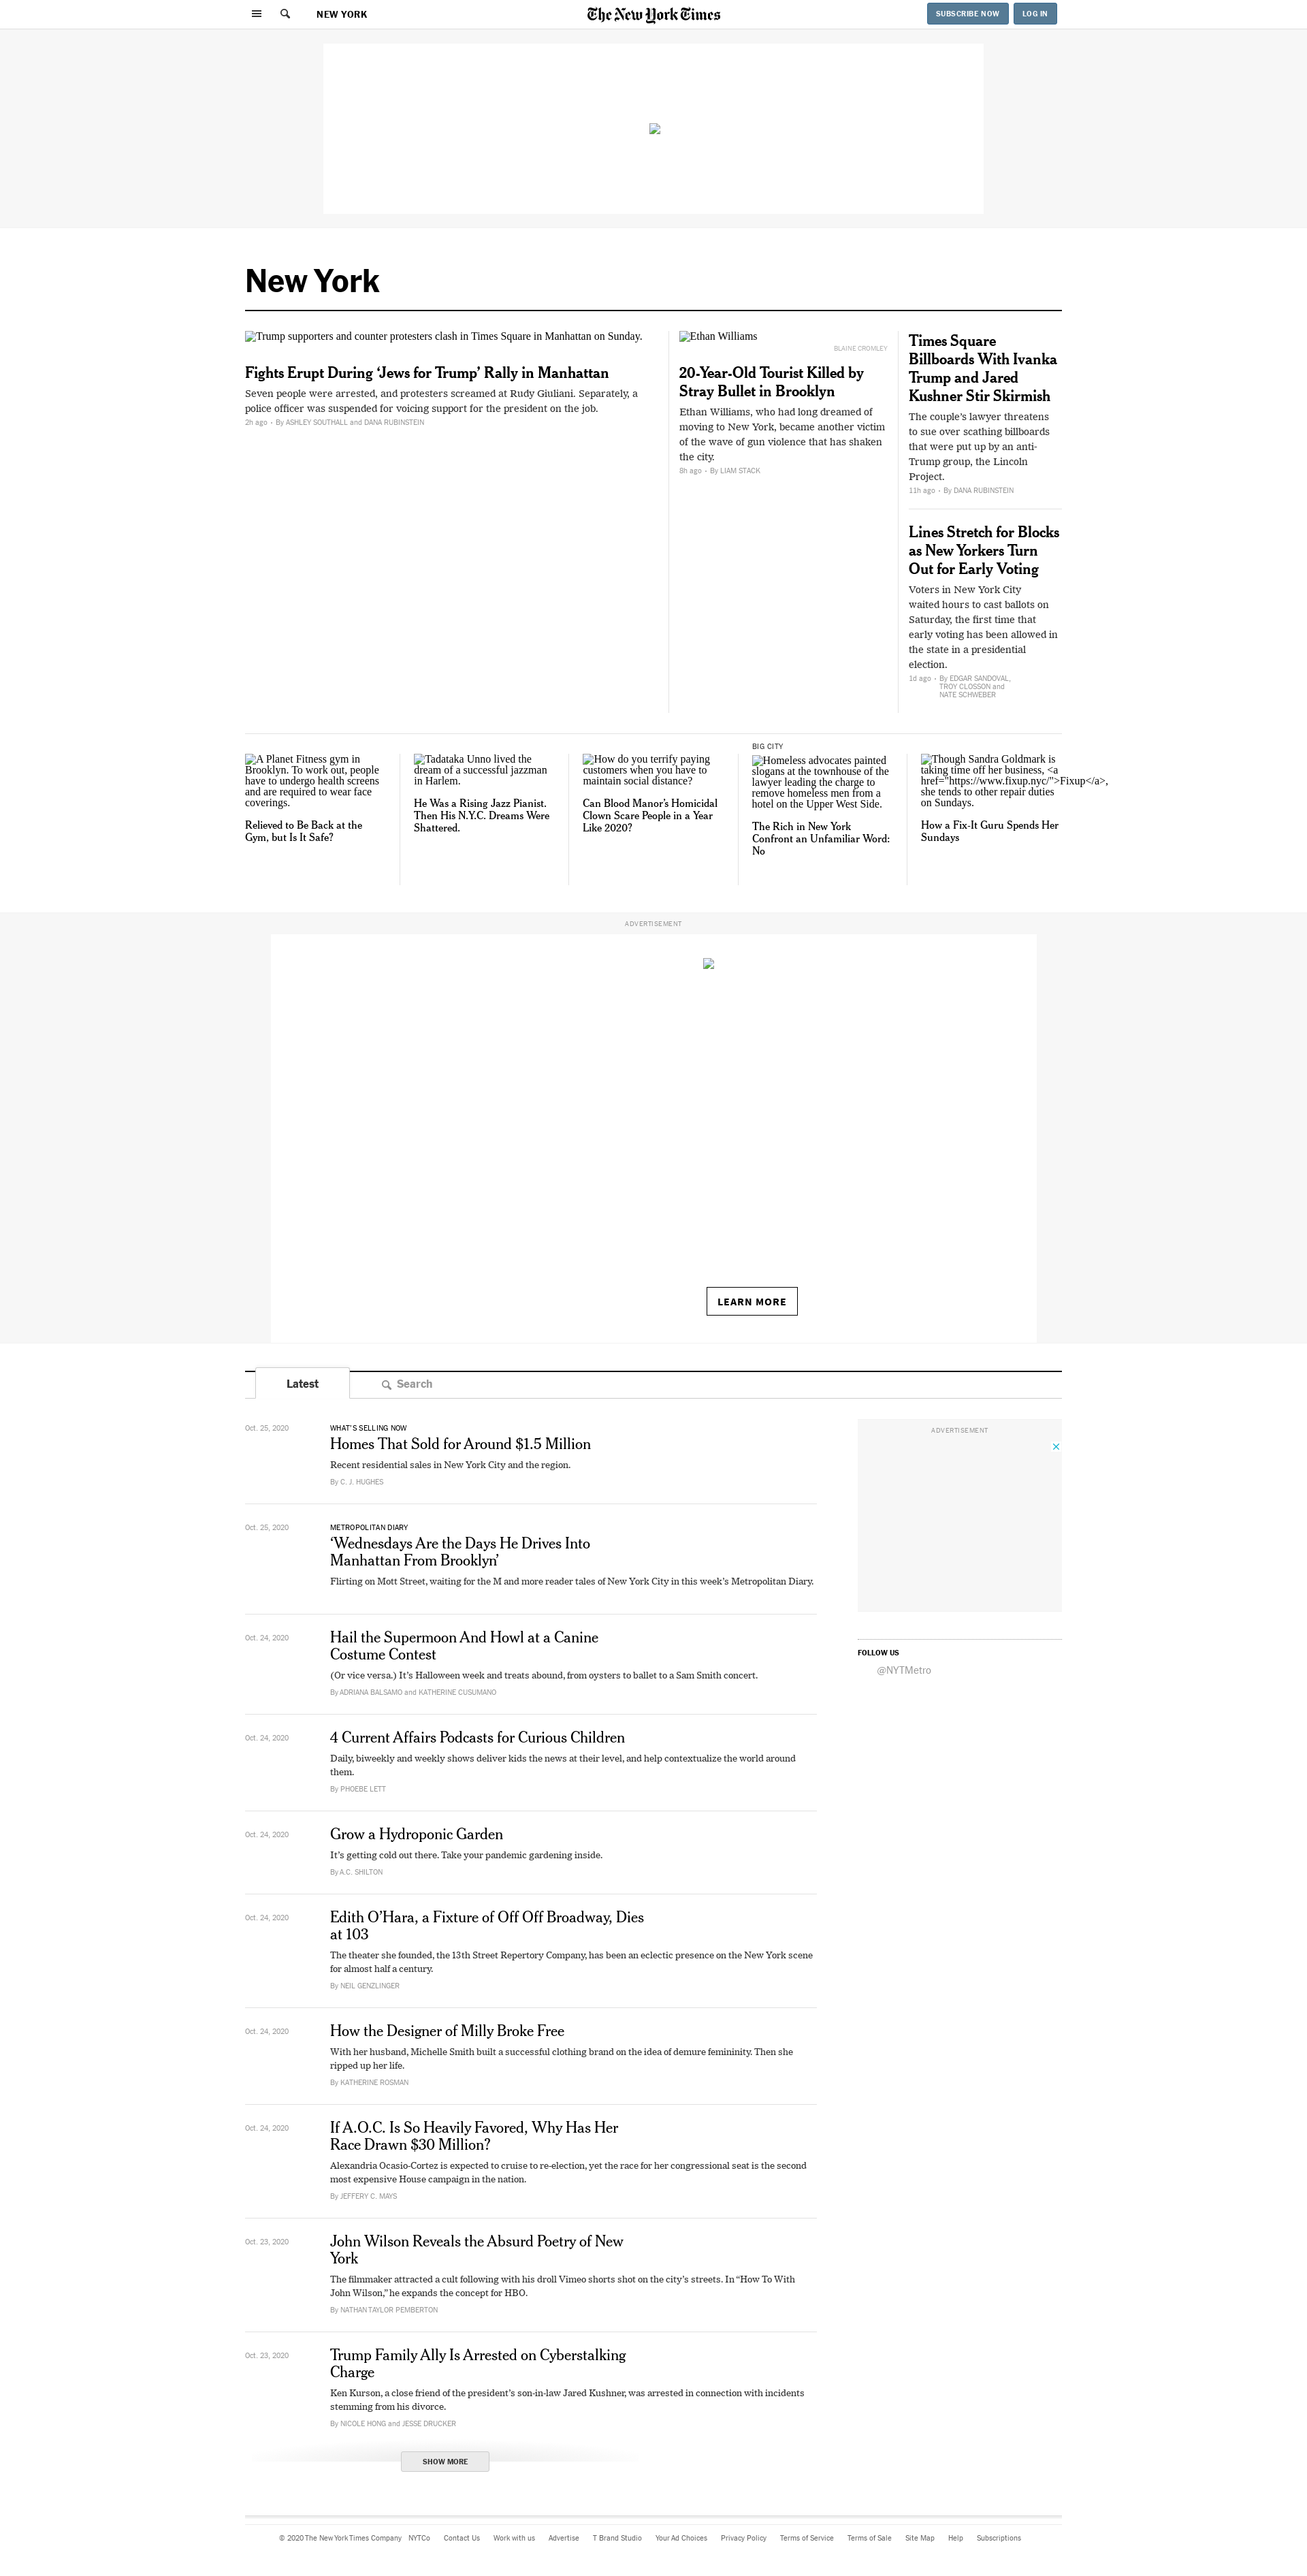 NEW YORK
The New York Times
SUBSCRIBE NOW
LOG IN
New York
Trump supporters and counter protesters clash in Times Square in Manhattan on Sunday.
Fights Erupt During ‘Jews for Trump’ Rally in Manhattan
Seven people were arrested, and protesters screamed at Rudy Giuliani. Separately, a
police officer was suspended for voicing support for the president on the job.
2h ago • By ASHLEY SOUTHALL and DANA RUBINSTEIN
Ethan Williams
BLAINE CROMLEY
20-Year-Old Tourist Killed by
Stray Bullet in Brooklyn
Ethan Williams, who had long dreamed of
moving to New York, became another victim
of the wave of gun violence that has shaken
the city.
8h ago • By LIAM STACK
Times Square
Billboards With Ivanka
Trump and Jared
Kushner Stir Skirmish
The couple’s lawyer threatens
to sue over scathing billboards
that were put up by an anti-
Trump group, the Lincoln
Project.
11h ago • By DANA RUBINSTEIN
Lines Stretch for Blocks
as New Yorkers Turn
Out for Early Voting
Voters in New York City
waited hours to cast ballots on
Saturday, the first time that
early voting has been allowed in
the state in a presidential
election.
1d ago • By EDGAR SANDOVAL,
TROY CLOSSON and
NATE SCHWEBER
A Planet Fitness gym in
Brooklyn. To work out, people
have to undergo health screens
and are required to wear face
coverings.
Relieved to Be Back at the
Gym, but Is It Safe?
Tadataka Unno lived the
dream of a successful jazzman
in Harlem.
He Was a Rising Jazz Pianist.
Then His N.Y.C. Dreams Were
Shattered.
How do you terrify paying
customers when you have to
maintain social distance?
Can Blood Manor’s Homicidal
Clown Scare People in a Year
Like 2020?
BIG CITY
Homeless advocates painted
slogans at the townhouse of the
lawyer leading the charge to
remove homeless men from a
hotel on the Upper West Side.
The Rich in New York
Confront an Unfamiliar Word:
No
Though Sandra Goldmark is
taking time off her business, <a
href="https://www.fixup.nyc/">Fixup</a>,
she tends to other repair duties
on Sundays.
How a Fix-It Guru Spends Her
Sundays
ADVERTISEMENT
LEARN MORE
Latest
Search
Oct. 25, 2020
WHAT’S SELLING NOW
Homes That Sold for Around $1.5 Million
Recent residential sales in New York City and the region.
By C. J. HUGHES
ADVERTISEMENT
Oct. 25, 2020
METROPOLITAN DIARY
‘Wednesdays Are the Days He Drives Into
Manhattan From Brooklyn’
Flirting on Mott Street, waiting for the M and more reader tales of New York City in this week’s Metropolitan Diary.
Oct. 24, 2020
Hail the Supermoon And Howl at a Canine
Costume Contest
(Or vice versa.) It’s Halloween week and treats abound, from oysters to ballet to a Sam Smith concert.
By ADRIANA BALSAMO and KATHERINE CUSUMANO
FOLLOW US
@NYTMetro
Oct. 24, 2020
4 Current Affairs Podcasts for Curious Children
Daily, biweekly and weekly shows deliver kids the news at their level, and help contextualize the world around
them.
By PHOEBE LETT
Oct. 24, 2020
Grow a Hydroponic Garden
It’s getting cold out there. Take your pandemic gardening inside.
By A.C. SHILTON
Oct. 24, 2020
Edith O’Hara, a Fixture of Off Off Broadway, Dies
at 103
The theater she founded, the 13th Street Repertory Company, has been an eclectic presence on the New York scene
for almost half a century.
By NEIL GENZLINGER
Oct. 24, 2020
How the Designer of Milly Broke Free
With her husband, Michelle Smith built a successful clothing brand on the idea of demure femininity. Then she
ripped up her life.
By KATHERINE ROSMAN
Oct. 24, 2020
If A.O.C. Is So Heavily Favored, Why Has Her
Race Drawn $30 Million?
Alexandria Ocasio-Cortez is expected to cruise to re-election, yet the race for her congressional seat is the second
most expensive House campaign in the nation.
By JEFFERY C. MAYS
Oct. 23, 2020
John Wilson Reveals the Absurd Poetry of New
York
The filmmaker attracted a cult following with his droll Vimeo shorts shot on the city’s streets. In “How To With
John Wilson,” he expands the concept for HBO.
By NATHAN TAYLOR PEMBERTON
Oct. 23, 2020
Trump Family Ally Is Arrested on Cyberstalking
Charge
Ken Kurson, a close friend of the president’s son-in-law Jared Kushner, was arrested in connection with incidents
stemming from his divorce.
By NICOLE HONG and JESSE DRUCKER
SHOW MORE
© 2020 The New York Times Company NYTCo Contact Us Work with us Advertise T Brand Studio Your Ad Choices Privacy Policy Terms of Service Terms of Sale Site Map Help Subscriptions